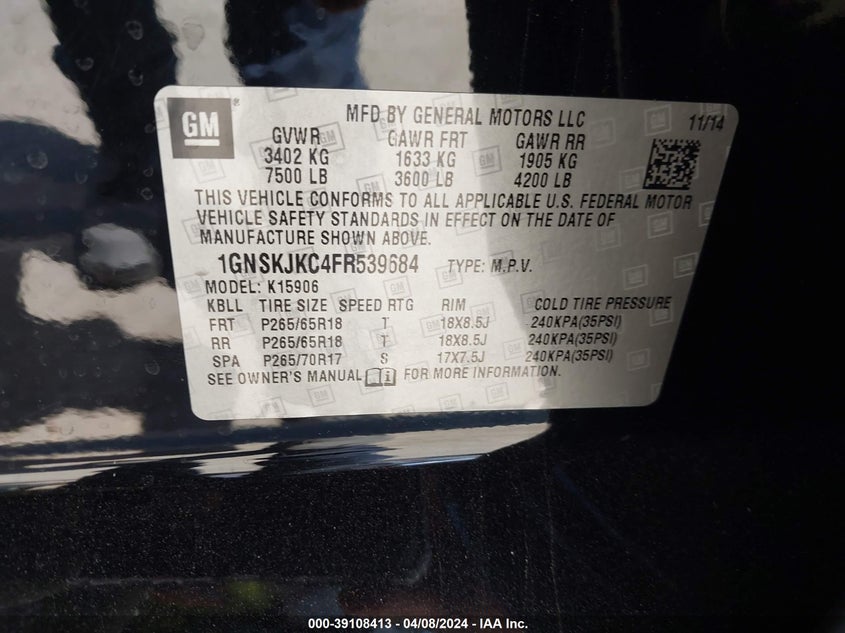 GM
MFD BY GENERAL MOTORS LLC
11/14
GVWR GAWR FRT GAWR RR
3402 KG 1633 KG 1905 KG
7500 LB 3600 LB 4200 LB
THIS VEHICLE CONFORMS TO ALL APPLICABLE U.S. FEDERAL MOTOR
VEHICLE SAFETY STANDARDS IN EFFECT ON THE DATE OF
MANUFACTURE SHOWN ABOVE.
1GNSKJKC4FR539684 TYPE: M.P.V.
MODEL: K15906
KBLL TIRE SIZE SPEED RTG RIM COLD TIRE PRESSURE
FRT P265/65R18 T 18X8.5J 240KPA(35PSI)
RR P265/65R18 T 18X8.5J 240KPA(35PSI)
SPA P265/70R17 S 17X7.5J 240KPA(35PSI)
SEE OWNER'S MANUAL FOR MORE INFORMATION.
000-39108413 - 04/08/2024 - IAA Inc.